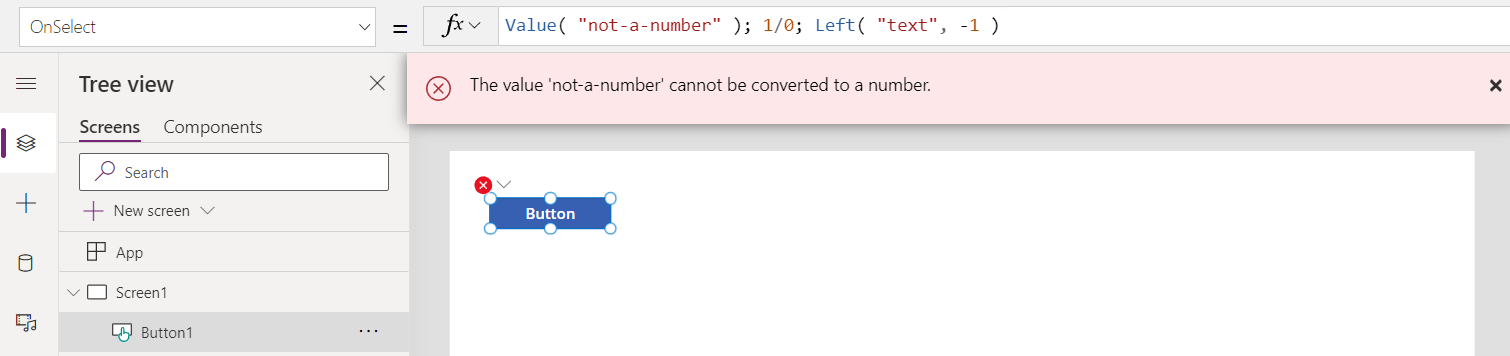 OnSelect = fx Value( "not-a-number" ); 1/0; Left( "text", -1 )
The value 'not-a-number' cannot be converted to a number.
Tree view
Screens Components
Search
New screen
App
Screen1
Button1 ...
Button